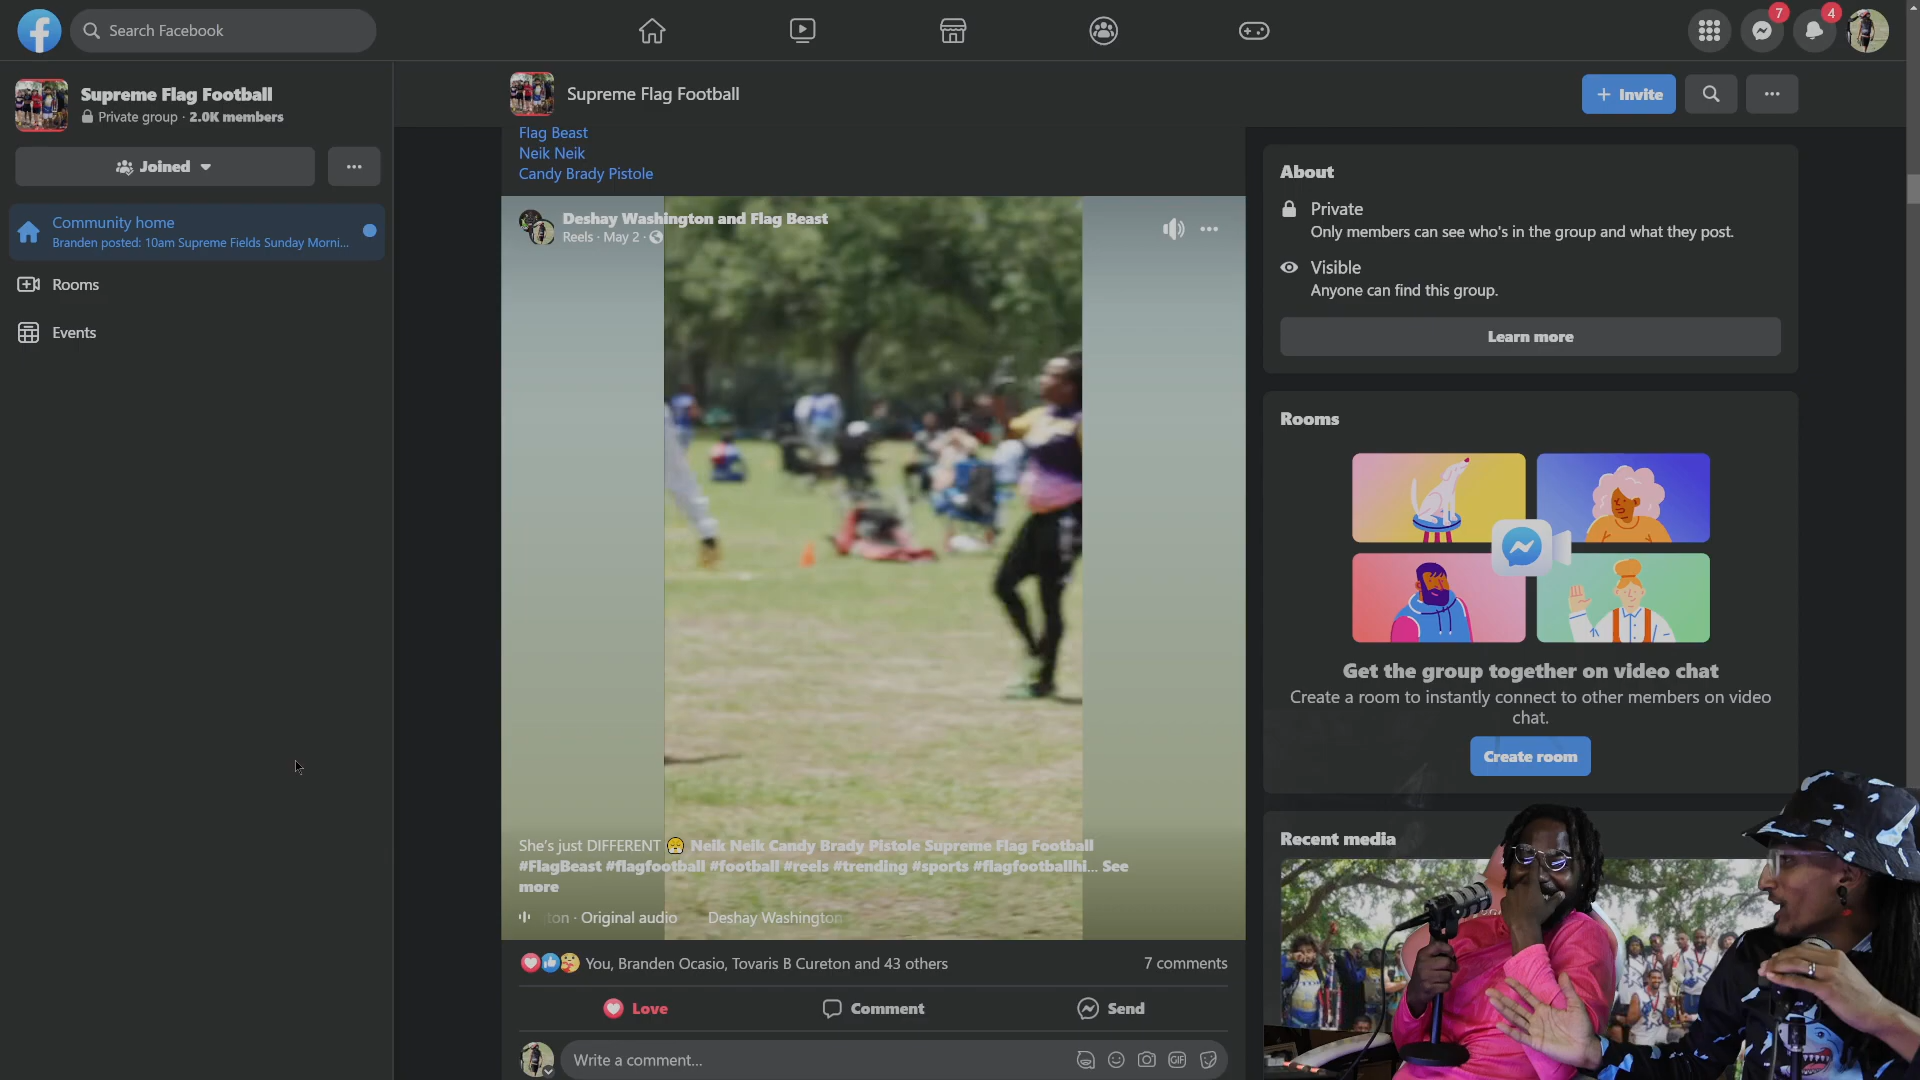 Search Facebook
7
4
Supreme Flag Football
Private group · 2.0K members
Joined
Community home
Branden posted: 10am Supreme Fields Sunday Morni...
Rooms
Events
Supreme Flag Football
Invite
Flag Beast
Neik Neik
Candy Brady Pistole
Deshay Washington and Flag Beast
Reels · May 2 ·
She's just DIFFERENT Neik Neik Candy Brady Pistole Supreme Flag Football
#FlagBeast #flagfootball #football #reels #trending #sports #flagfootballhi... See
more
ton · Original audio Deshay Washington
You, Branden Ocasio, Tovaris B Cureton and 43 others
7 comments
Love
Comment
Send
Write a comment...
GIF
About
Private
Only members can see who's in the group and what they post.
Visible
Anyone can find this group.
Learn more
Rooms
Get the group together on video chat
Create a room to instantly connect to other members on video
chat.
Create room
Recent media